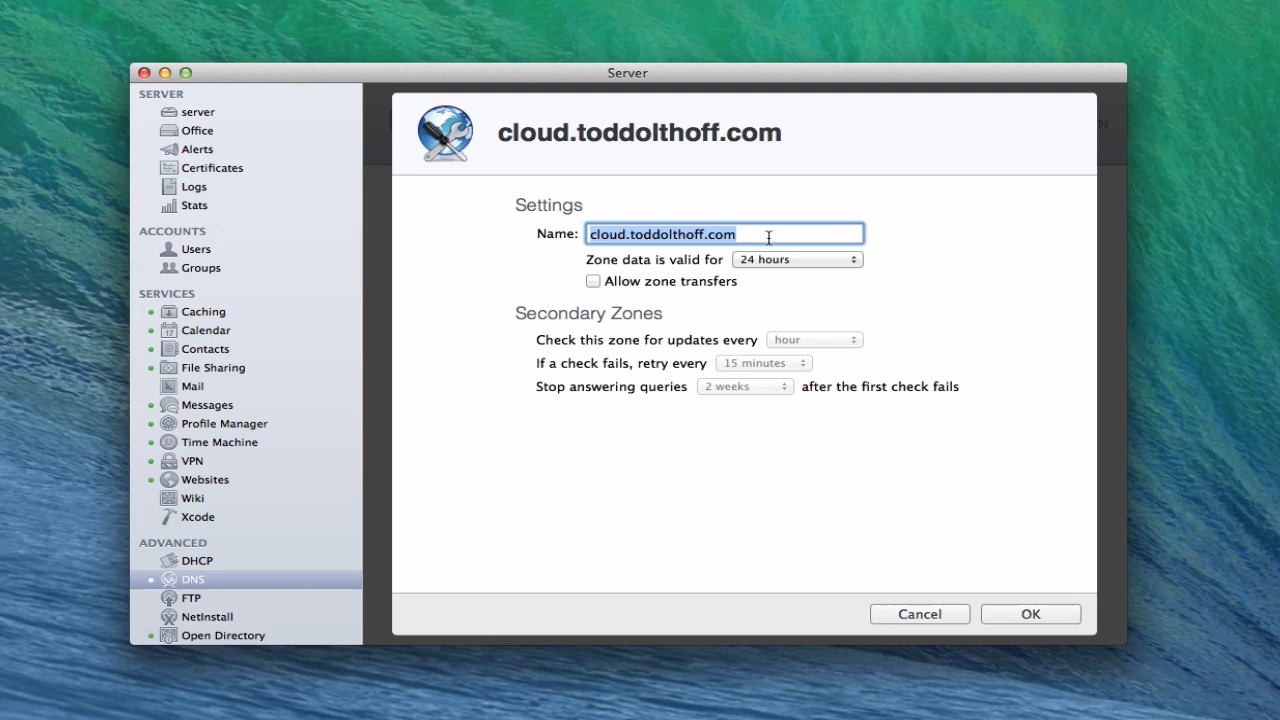 Server
SERVER
server
Office
Alerts
Certificates
Logs
Stats
ACCOUNTS
Users
Groups
SERVICES
Caching
17 Calendar
Contacts
File Sharing
Mail
Messages
Profile Manager
Time Machine
VPN
Websites
Wiki
Xcode
ADVANCED
DHCP
DNS
FTP
NetInstall
Open Directory
cloud.toddolthoff.com
Settings
Name: cloud.toddolthoff.com
Zone data is valid for 24 hours
Allow zone transfers
Secondary Zones
Check this zone for updates every hour
If a check fails, retry every 15 minutes
Stop answering queries 2 weeks after the first check fails
Cancel OK